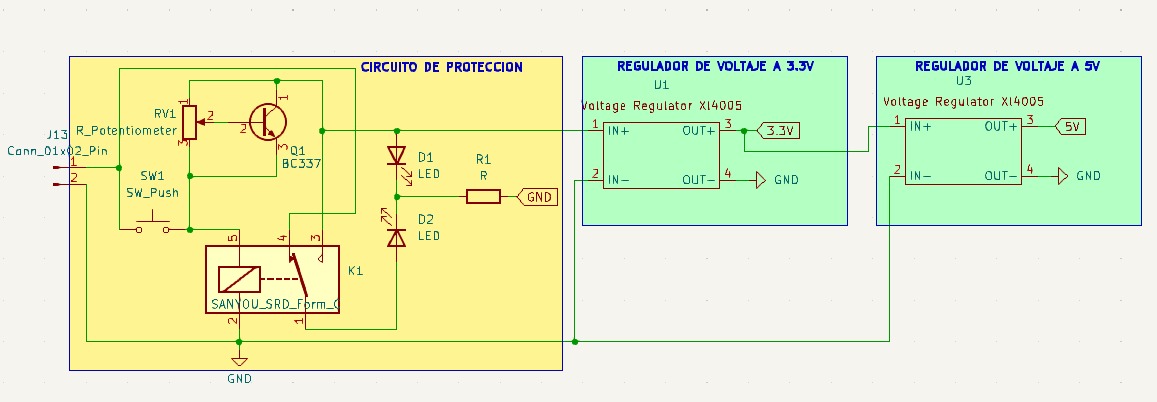 CIRCUITO DE PROTECCION
REGULADOR DE VOLTAJE A 3.3V
REGULADOR DE VOLTAJE A 5V
J13
Conn_01x02_Pin
1
2
RV1
R_Potentiometer
1
2
3
Q1
BC337
1
2
3
SW1
SW_Push
K1
SANYOU_SRD_Form_C
5
4
3
2
1
GND
D1
LED
D2
LED
R1
R
GND
U1
Voltage Regulator Xl4005
1
IN+
OUT+
3
3.3V
2
IN-
OUT-
4
GND
U3
Voltage Regulator Xl4005
1
IN+
OUT+
3
5V
2
IN-
OUT-
4
GND